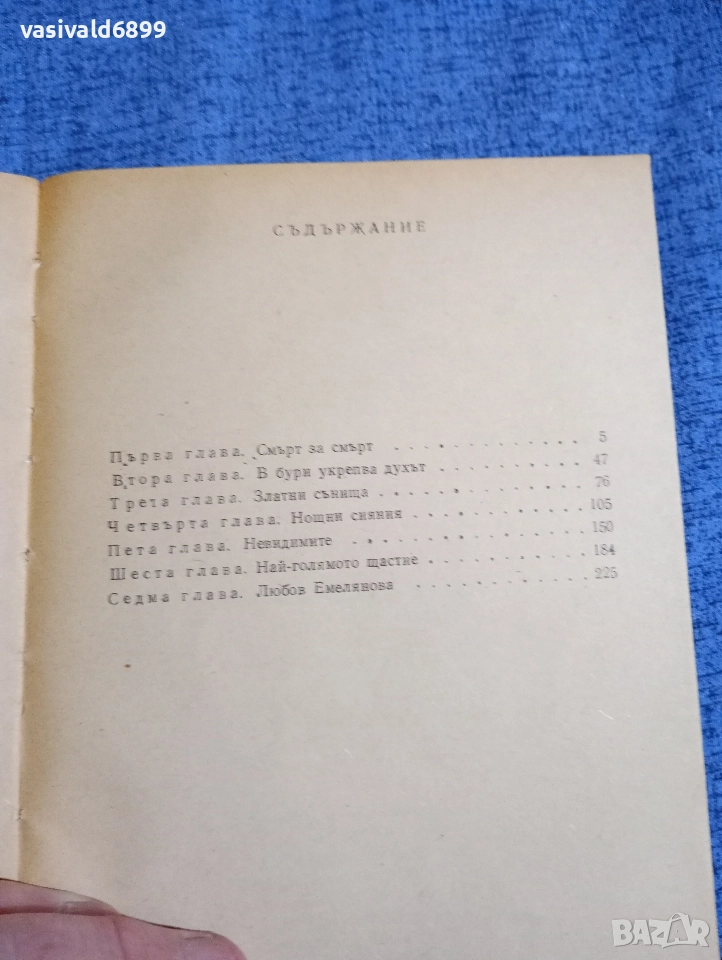 vasivald6899
СЪДЪРЖАНИЕ
Първа глава. Смърт за смърт . . . . . . . . . . . . 5
Втора глава. В бури укрепва духът . . . . . . . . . 47
Трета глава. Златни сънища . . . . . . . . . . . . 76
Четвърта глава. Нощни сияния . . . . . . . . . . 105
Пета глава. Невидимите . . . . . . . . . . . . . 150
Шеста глава. Най-голямото щастие . . . . . . . . . 184
Седма глава. Любов Емелянова . . . . . . . . . . 225
BAZAR